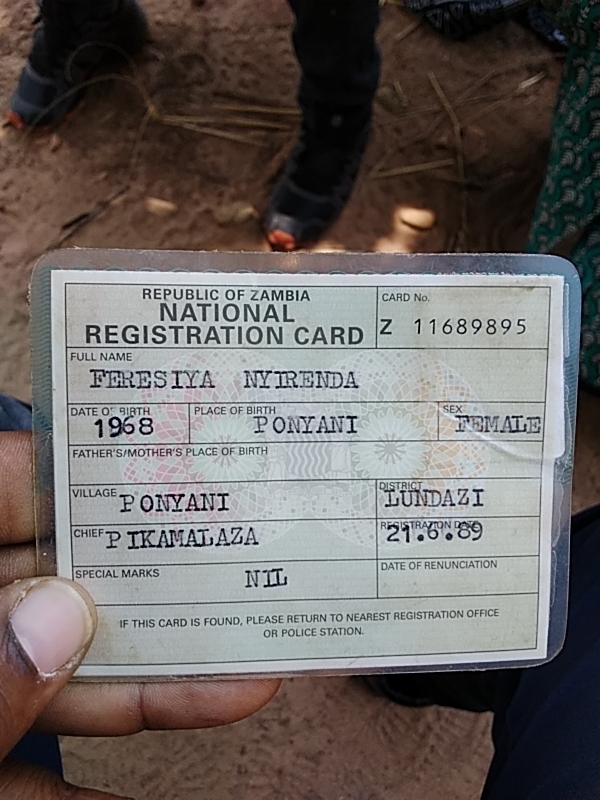 REPUBLIC OF ZAMBIA
NATIONAL
REGISTRATION CARD
CARD No.
Z 11689895
FULL NAME
FERESIYA NYIRENDA
DATE OF BIRTH
1968
PLACE OF BIRTH
PONYANI
SEX
FEMALE
FATHER'S/MOTHER'S PLACE OF BIRTH
VILLAGE PONYANI
DISTRICT
LUNDAZI
CHIEF PIKAMALAZA
REGISTRATION DATE
21.6.89
SPECIAL MARKS
NIL
DATE OF RENUNCIATION
IF THIS CARD IS FOUND, PLEASE RETURN TO NEAREST REGISTRATION OFFICE
OR POLICE STATION.